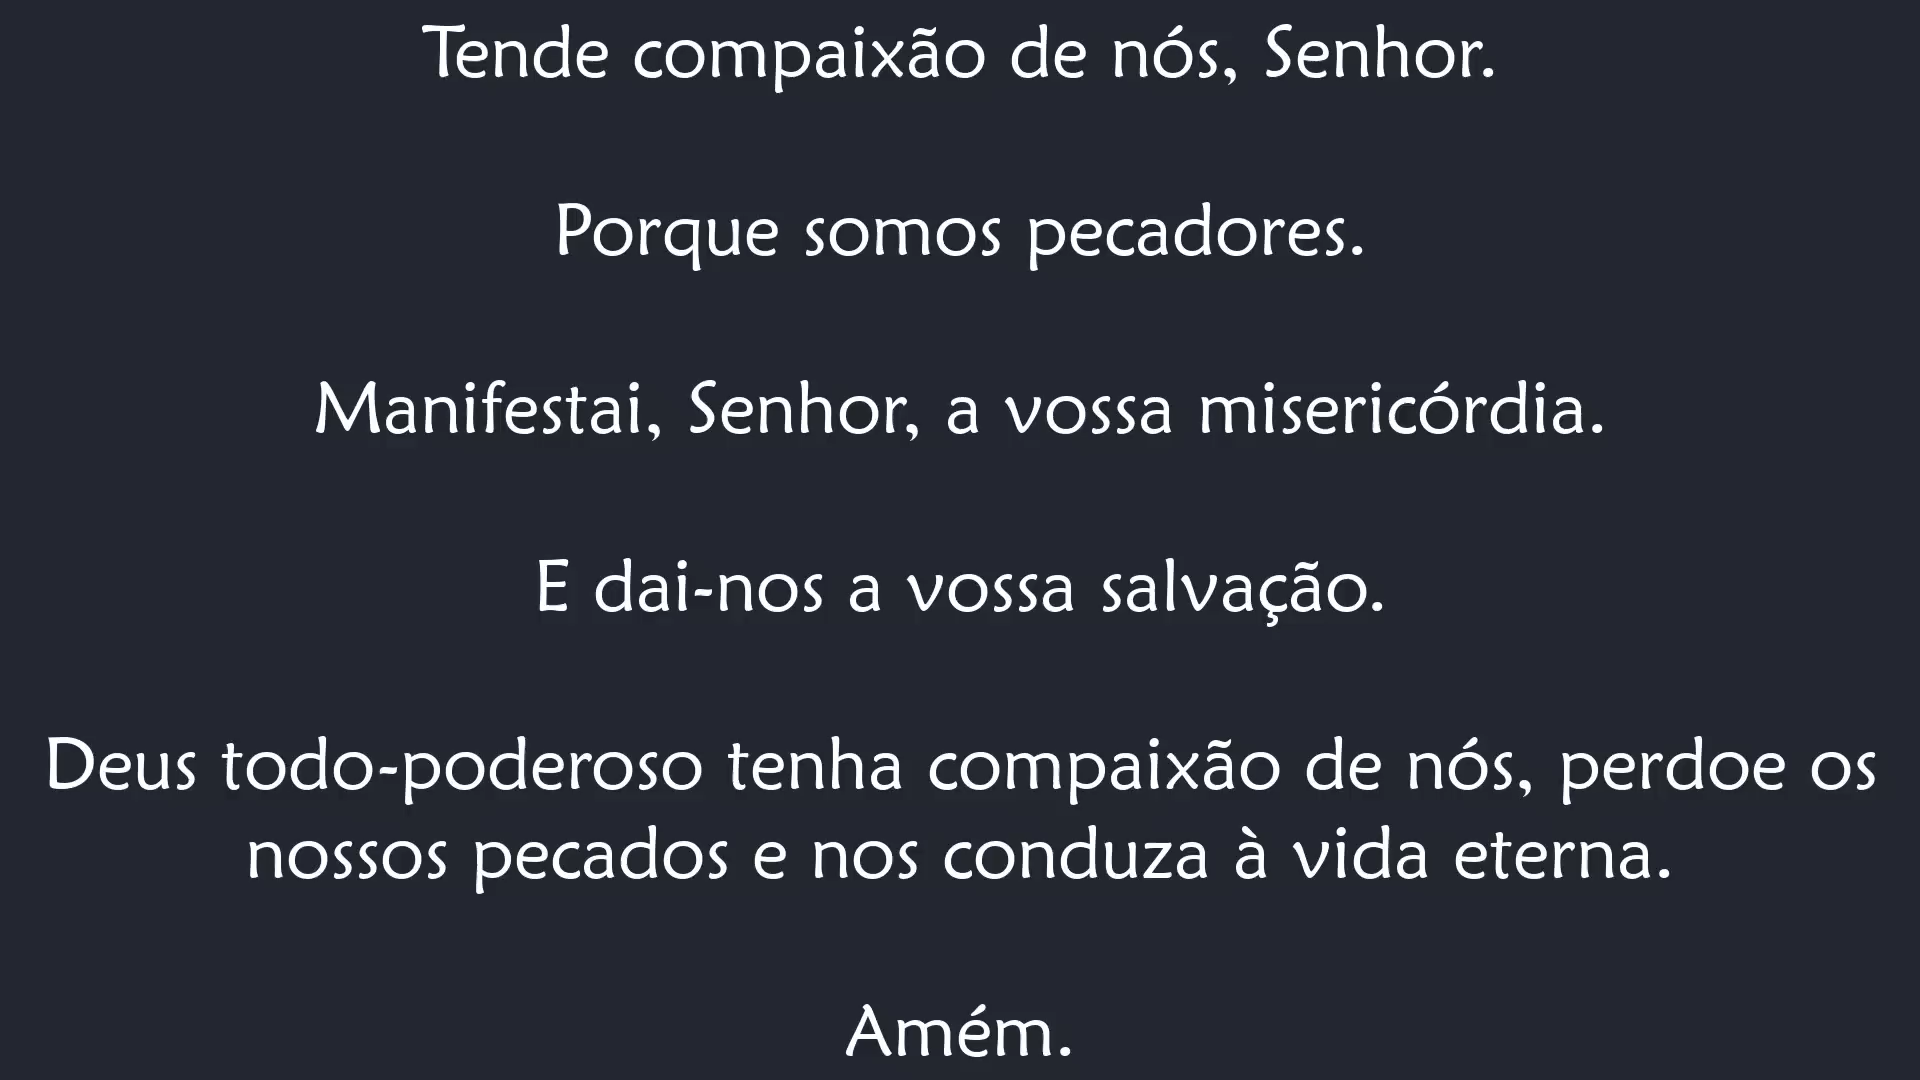 Tende compaixão de nós, Senhor.
Porque somos pecadores.
Manifestai, Senhor, a vossa misericórdia.
E dai-nos a vossa salvação.
Deus todo-poderoso tenha compaixão de nós, perdoe os
nossos pecados e nos conduza à vida eterna.
Amém.